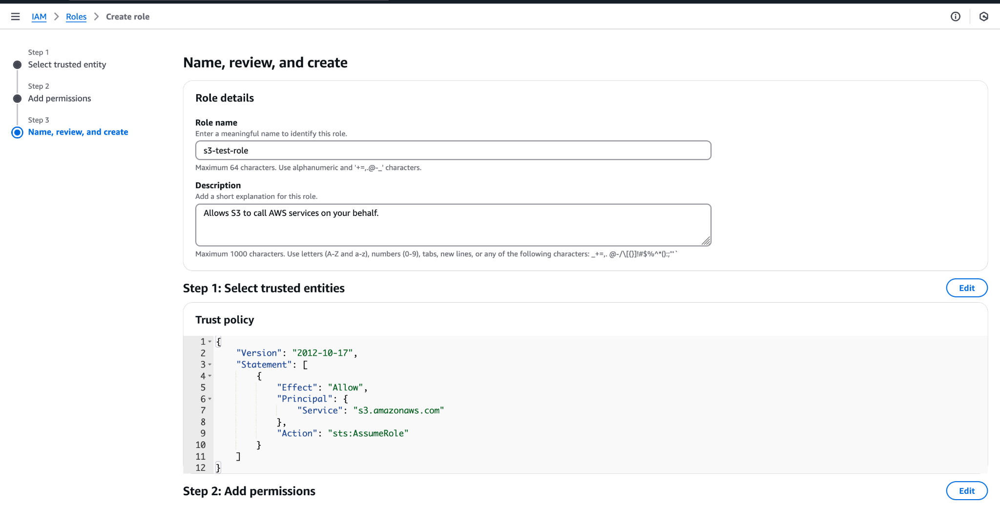 IAM > Roles > Create role
Step 1
Select trusted entity
Step 2
Add permissions
Step 3
Name, review, and create
Name, review, and create
Role details
Role name
Enter a meaningful name to identify this role.
s3-test-role
Maximum 64 characters. Use alphanumeric and '+=,.@-_' characters.
Description
Add a short explanation for this role.
Allows S3 to call AWS services on your behalf.
Maximum 1000 characters. Use letters (A-Z and a-z), numbers (0-9), tabs, new lines, or any of the following characters: _+=,. @-/\[{}]!#$%^*();:"'`
Step 1: Select trusted entities
Edit
Trust policy
1 {
2     "Version": "2012-10-17",
3     "Statement": [
4         {
5             "Effect": "Allow",
6             "Principal": {
7                 "Service": "s3.amazonaws.com"
8             },
9             "Action": "sts:AssumeRole"
10         }
11     ]
12 }
Step 2: Add permissions
Edit